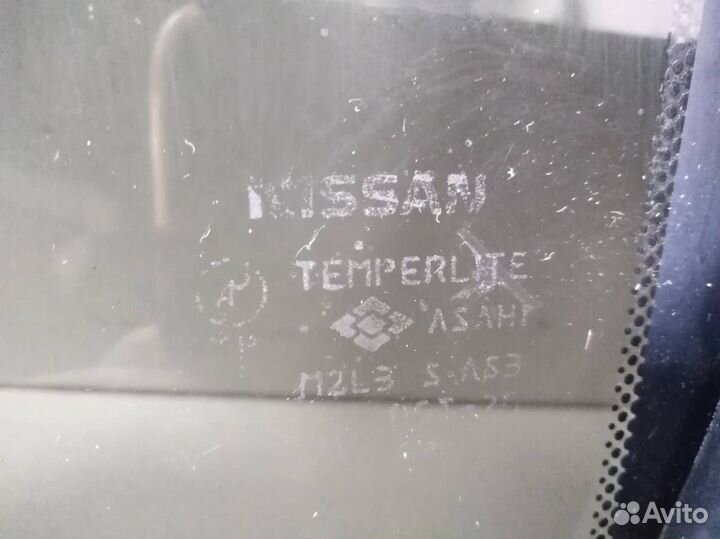 NISSAN
TEMPERLITE
ASAHI
M2L3 S-AS3
Avito